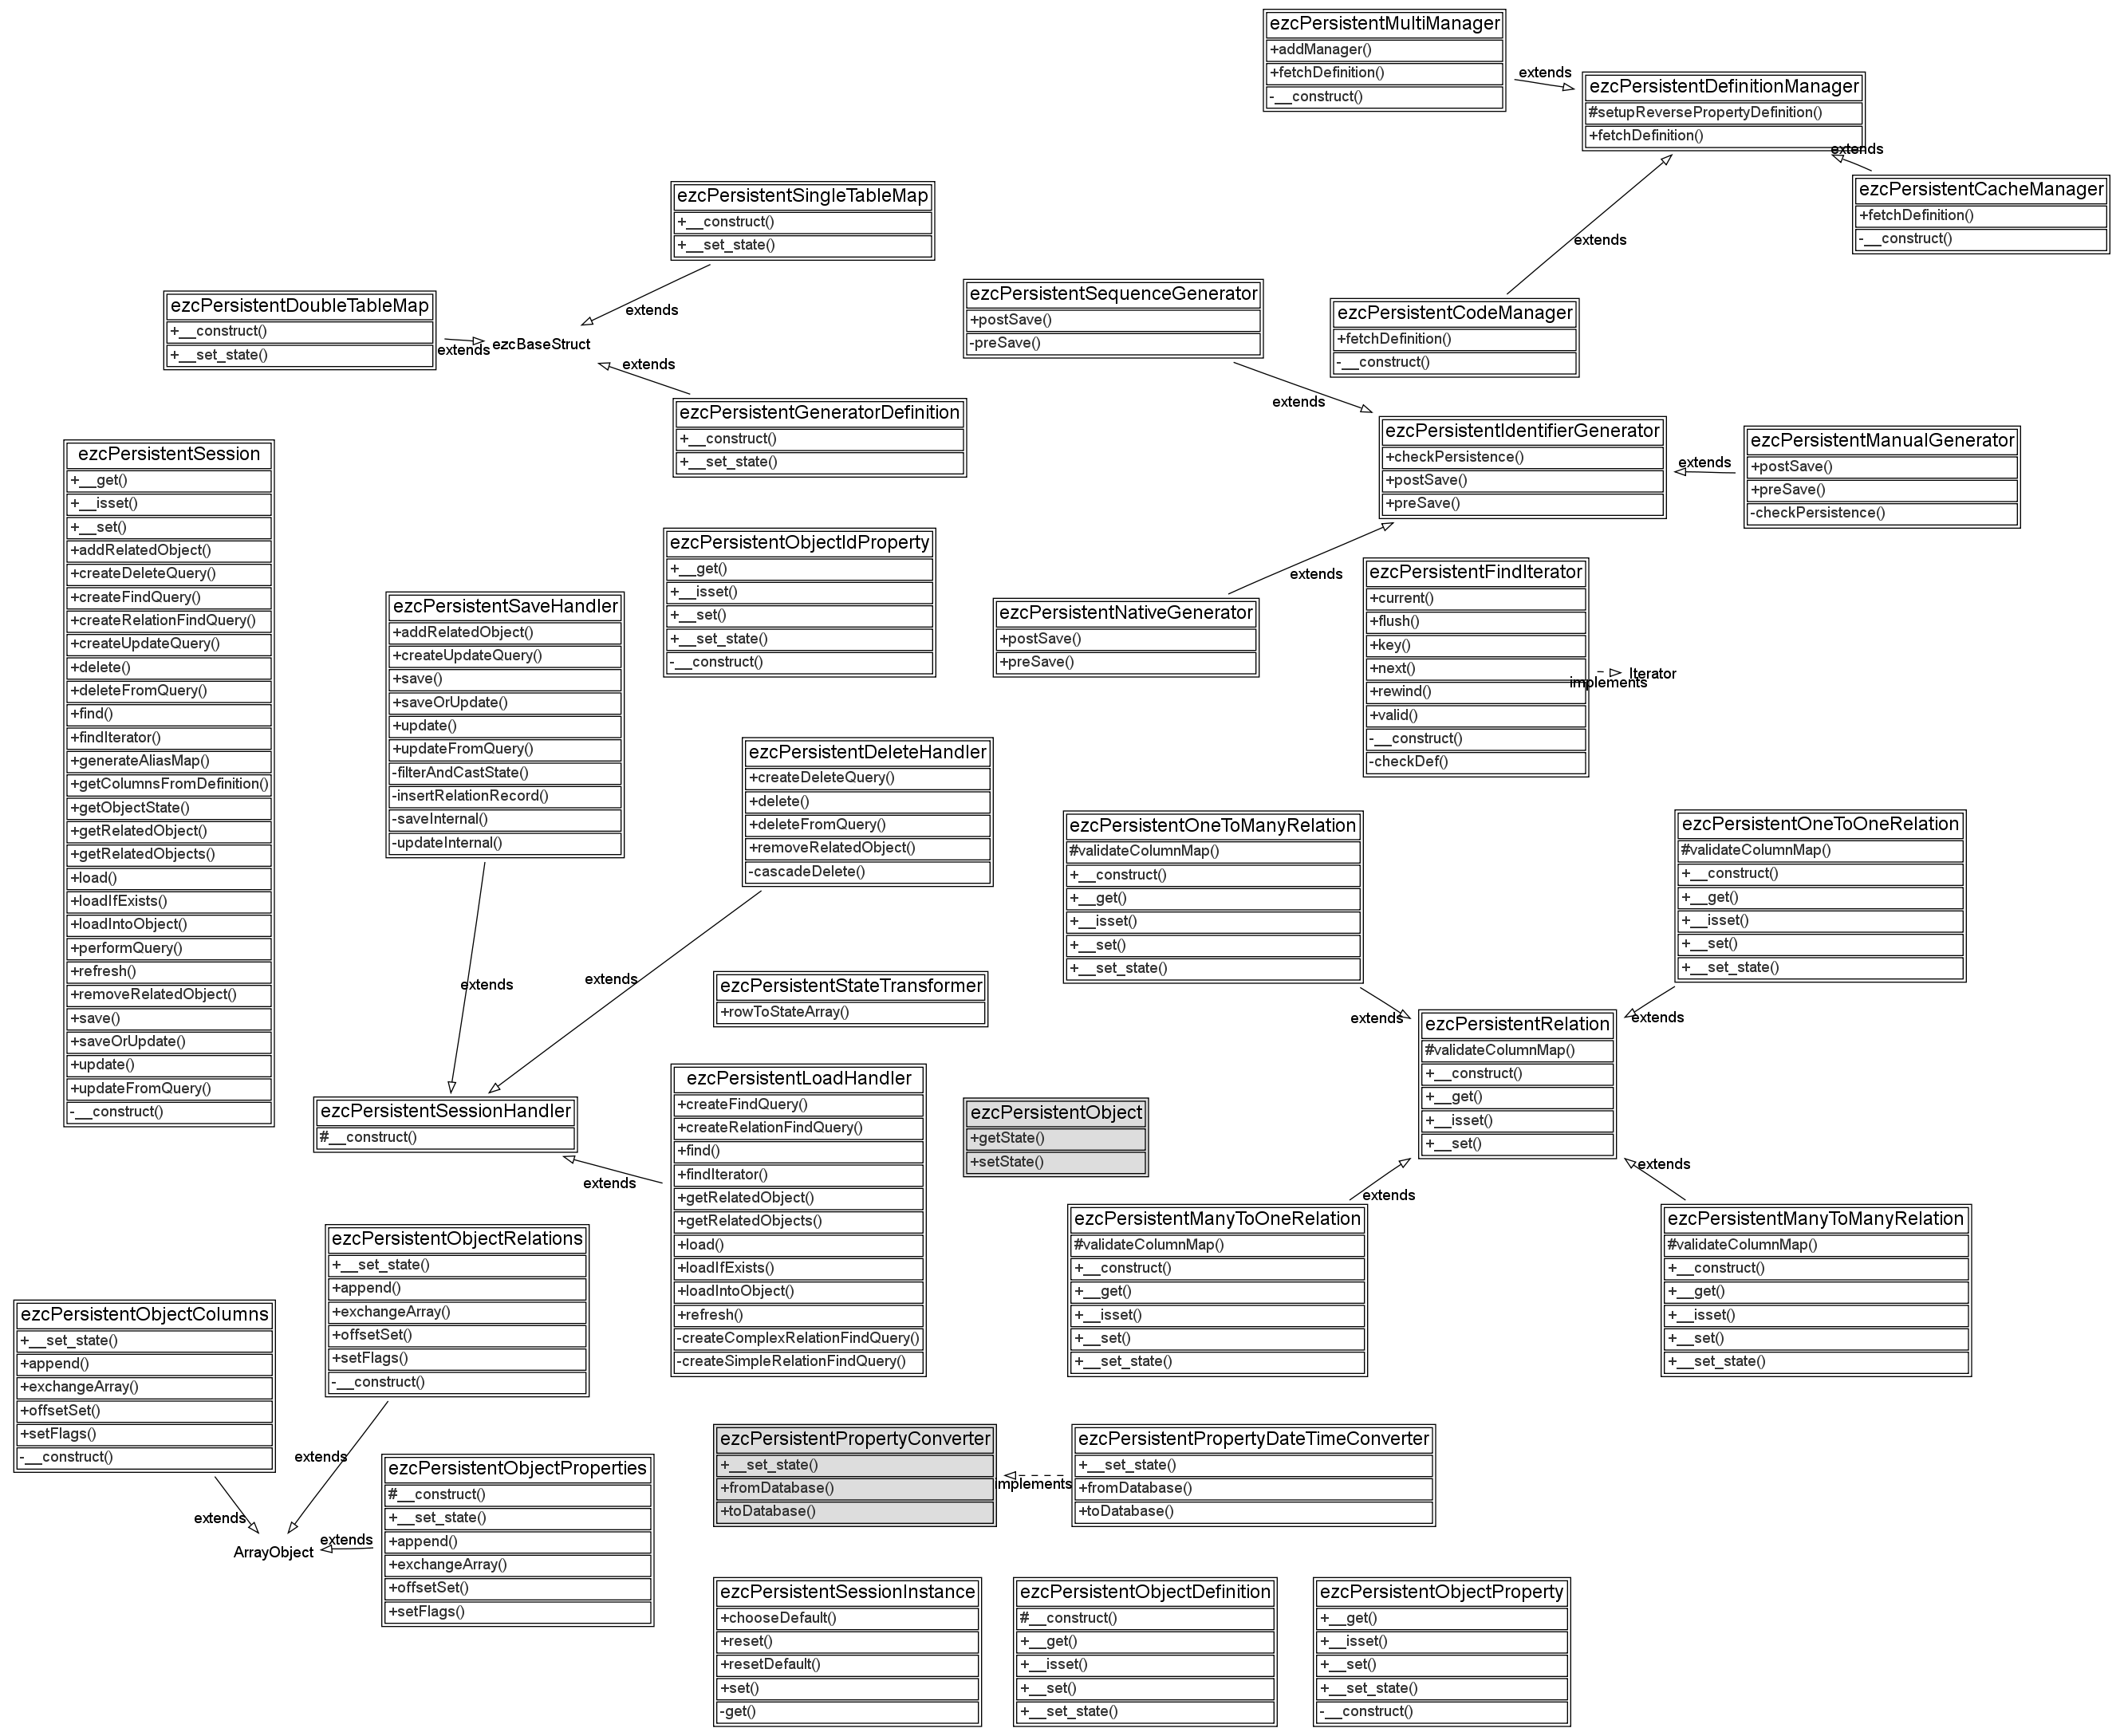 ezcPersistentMultiManager
+addManager()
+fetchDefinition()
-__construct()
extends
ezcPersistentDefinitionManager
#setupReversePropertyDefinition()
+fetchDefinition()
extends
ezcPersistentCacheManager
+fetchDefinition()
-__construct()
extends
ezcPersistentCodeManager
+fetchDefinition()
-__construct()
ezcPersistentSingleTableMap
+__construct()
+__set_state()
extends
ezcPersistentDoubleTableMap
+__construct()
+__set_state()
extends
ezcBaseStruct
extends
ezcPersistentGeneratorDefinition
+__construct()
+__set_state()
ezcPersistentSequenceGenerator
+postSave()
-preSave()
extends
ezcPersistentIdentifierGenerator
+checkPersistence()
+postSave()
+preSave()
extends
ezcPersistentManualGenerator
+postSave()
+preSave()
-checkPersistence()
extends
ezcPersistentNativeGenerator
+postSave()
+preSave()
ezcPersistentSession
+__get()
+__isset()
+__set()
+addRelatedObject()
+createDeleteQuery()
+createFindQuery()
+createRelationFindQuery()
+createUpdateQuery()
+delete()
+deleteFromQuery()
+find()
+findIterator()
+generateAliasMap()
+getColumnsFromDefinition()
+getObjectState()
+getRelatedObject()
+getRelatedObjects()
+load()
+loadIfExists()
+loadIntoObject()
+performQuery()
+refresh()
+removeRelatedObject()
+save()
+saveOrUpdate()
+update()
+updateFromQuery()
-__construct()
ezcPersistentSaveHandler
+addRelatedObject()
+createUpdateQuery()
+save()
+saveOrUpdate()
+update()
+updateFromQuery()
-filterAndCastState()
-insertRelationRecord()
-saveInternal()
-updateInternal()
extends
ezcPersistentObjectIdProperty
+__get()
+__isset()
+__set()
+__set_state()
-__construct()
ezcPersistentFindIterator
+current()
+flush()
+key()
+next()
+rewind()
+valid()
-__construct()
-checkDef()
implements
Iterator
ezcPersistentDeleteHandler
+createDeleteQuery()
+delete()
+deleteFromQuery()
+removeRelatedObject()
-cascadeDelete()
extends
ezcPersistentStateTransformer
+rowToStateArray()
ezcPersistentSessionHandler
#__construct()
extends
ezcPersistentLoadHandler
+createFindQuery()
+createRelationFindQuery()
+find()
+findIterator()
+getRelatedObject()
+getRelatedObjects()
+load()
+loadIfExists()
+loadIntoObject()
+refresh()
-createComplexRelationFindQuery()
-createSimpleRelationFindQuery()
ezcPersistentObject
+getState()
+setState()
ezcPersistentOneToManyRelation
#validateColumnMap()
+__construct()
+__get()
+__isset()
+__set()
+__set_state()
extends
ezcPersistentOneToOneRelation
#validateColumnMap()
+__construct()
+__get()
+__isset()
+__set()
+__set_state()
extends
ezcPersistentRelation
#validateColumnMap()
+__construct()
+__get()
+__isset()
+__set()
extends
extends
ezcPersistentManyToOneRelation
#validateColumnMap()
+__construct()
+__get()
+__isset()
+__set()
+__set_state()
ezcPersistentManyToManyRelation
#validateColumnMap()
+__construct()
+__get()
+__isset()
+__set()
+__set_state()
ezcPersistentObjectRelations
+__set_state()
+append()
+exchangeArray()
+offsetSet()
+setFlags()
-__construct()
extends
ezcPersistentObjectColumns
+__set_state()
+append()
+exchangeArray()
+offsetSet()
+setFlags()
-__construct()
extends
ArrayObject
extends
ezcPersistentObjectProperties
#__construct()
+__set_state()
+append()
+exchangeArray()
+offsetSet()
+setFlags()
ezcPersistentPropertyConverter
+__set_state()
+fromDatabase()
+toDatabase()
implements
ezcPersistentPropertyDateTimeConverter
+__set_state()
+fromDatabase()
+toDatabase()
ezcPersistentSessionInstance
+chooseDefault()
+reset()
+resetDefault()
+set()
-get()
ezcPersistentObjectDefinition
#__construct()
+__get()
+__isset()
+__set()
+__set_state()
ezcPersistentObjectProperty
+__get()
+__isset()
+__set()
+__set_state()
-__construct()